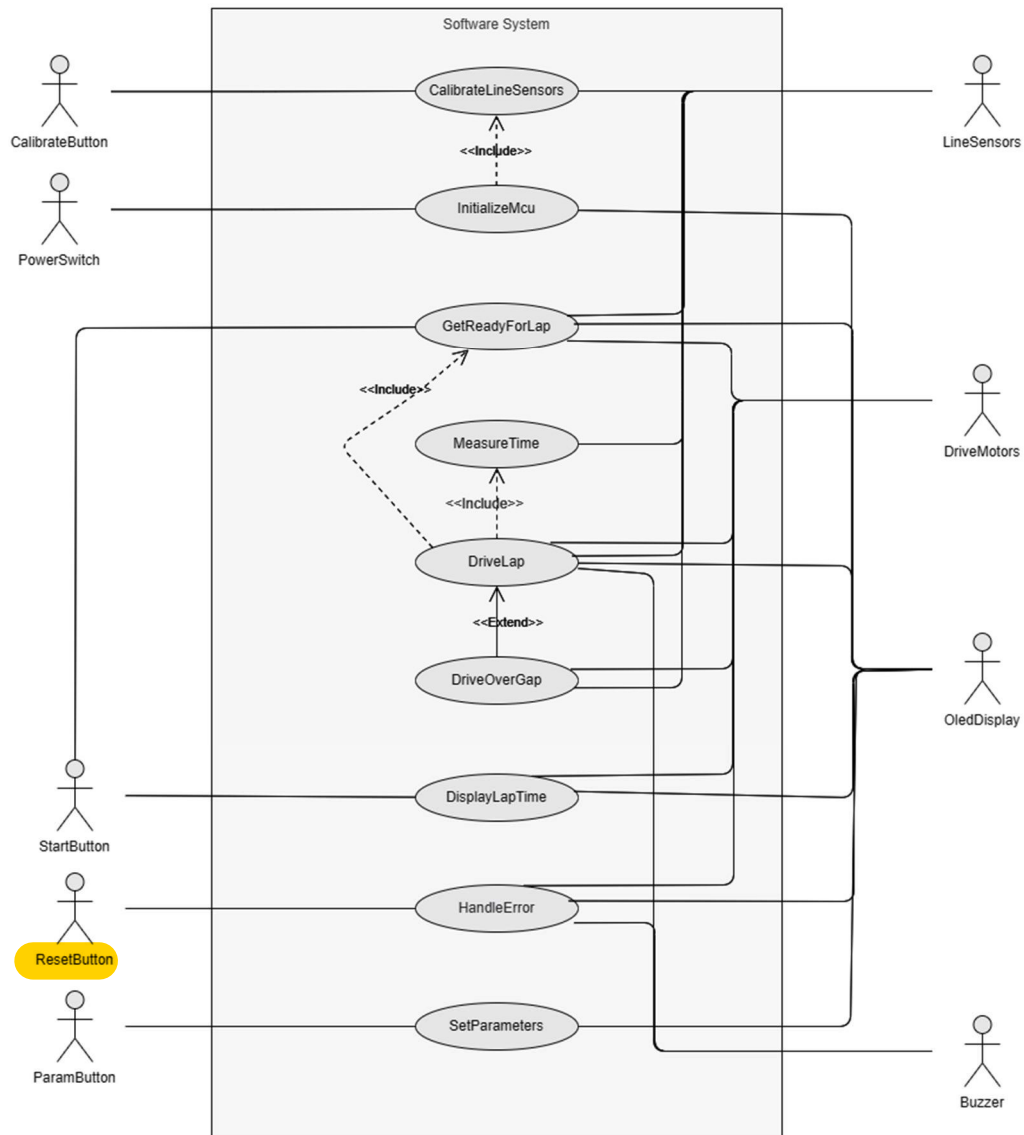 Software System
CalibrateButton
CalibrateLineSensors
LineSensors
<<Include>>
PowerSwitch
InitializeMcu
GetReadyForLap
<<Include>>
DriveMotors
MeasureTime
<<Include>>
DriveLap
<<Extend>>
DriveOverGap
OledDisplay
StartButton
DisplayLapTime
ResetButton
HandleError
ParamButton
SetParameters
Buzzer